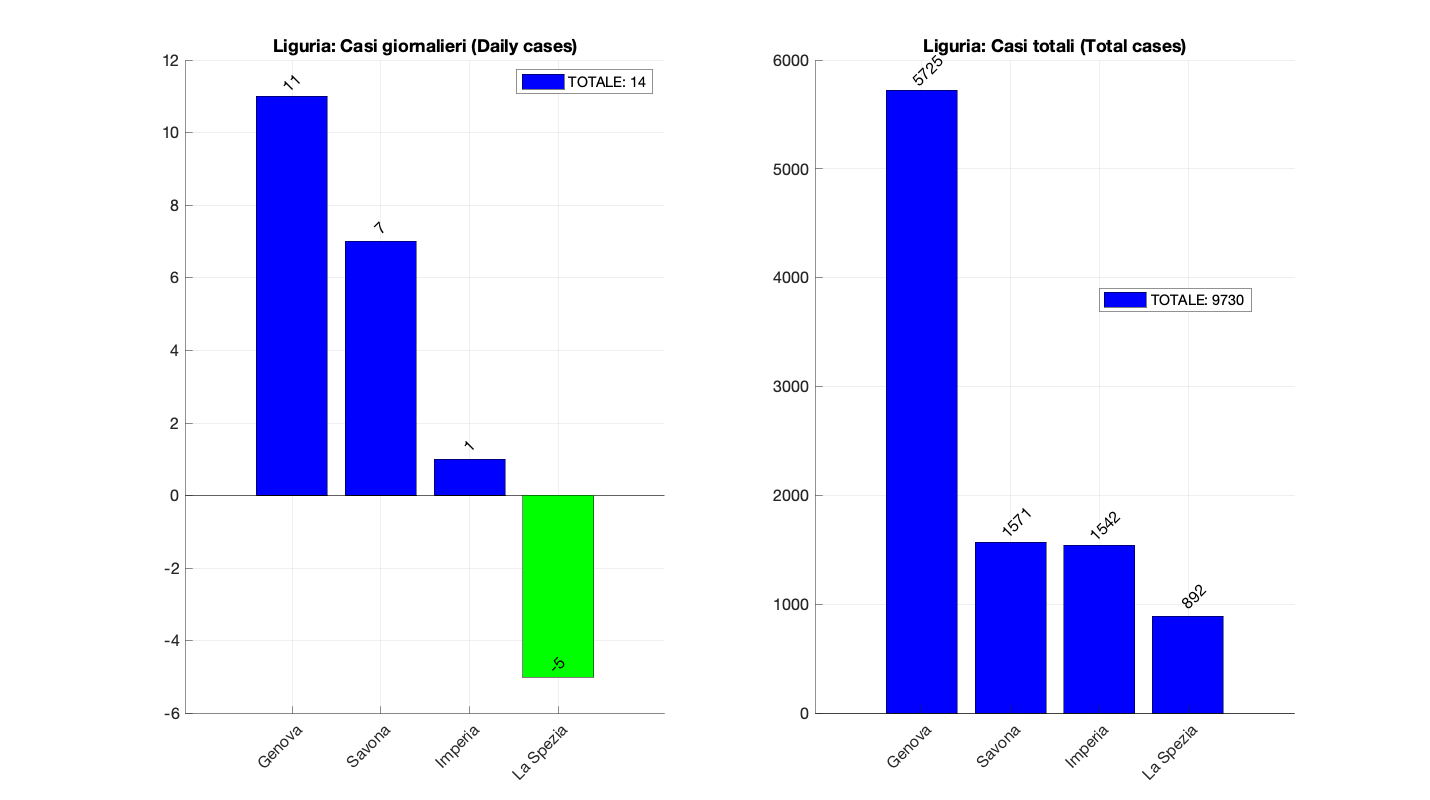 Liguria: Casi giornalieri (Daily cases)
12
10
8
6
4
2
0
-2
-4
-6
11
7
1
-5
TOTALE: 14
Genova
Savona
Imperia
La Spezia
Liguria: Casi totali (Total cases)
6000
5000
4000
3000
2000
1000
0
5725
1571
1542
892
TOTALE: 9730
Genova
Savona
Imperia
La Spezia